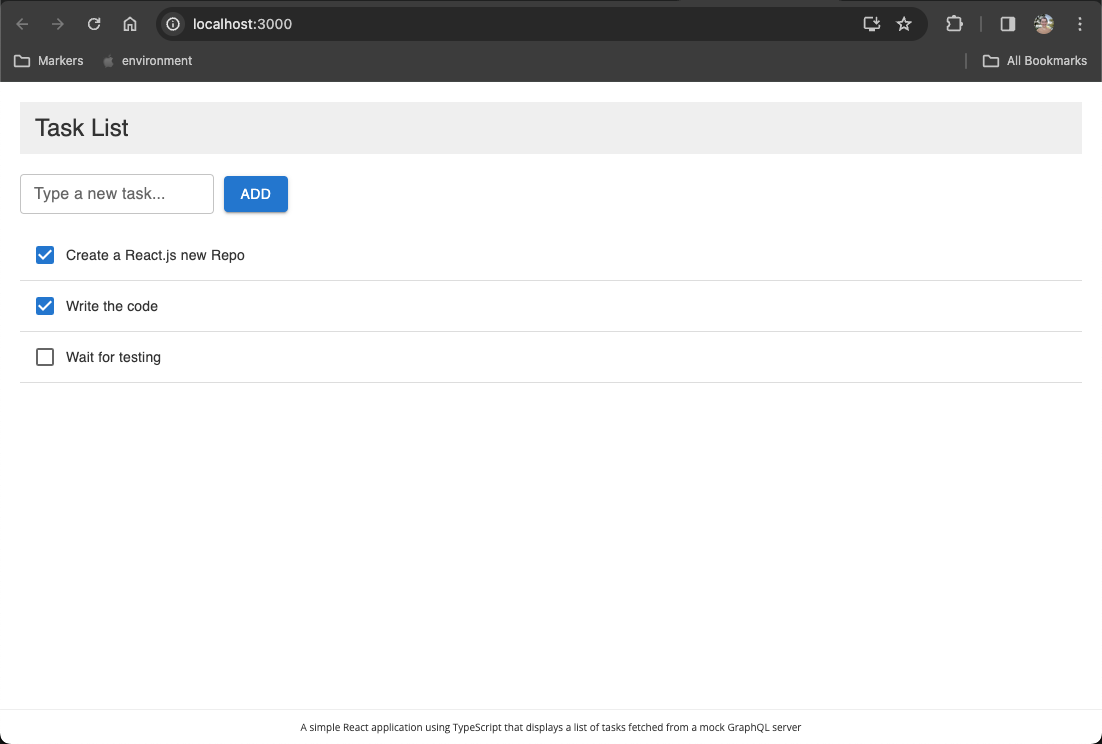 localhost:3000
Markers environment All Bookmarks
Task List
Type a new task... ADD
Create a React.js new Repo
Write the code
Wait for testing
A simple React application using TypeScript that displays a list of tasks fetched from a mock GraphQL server